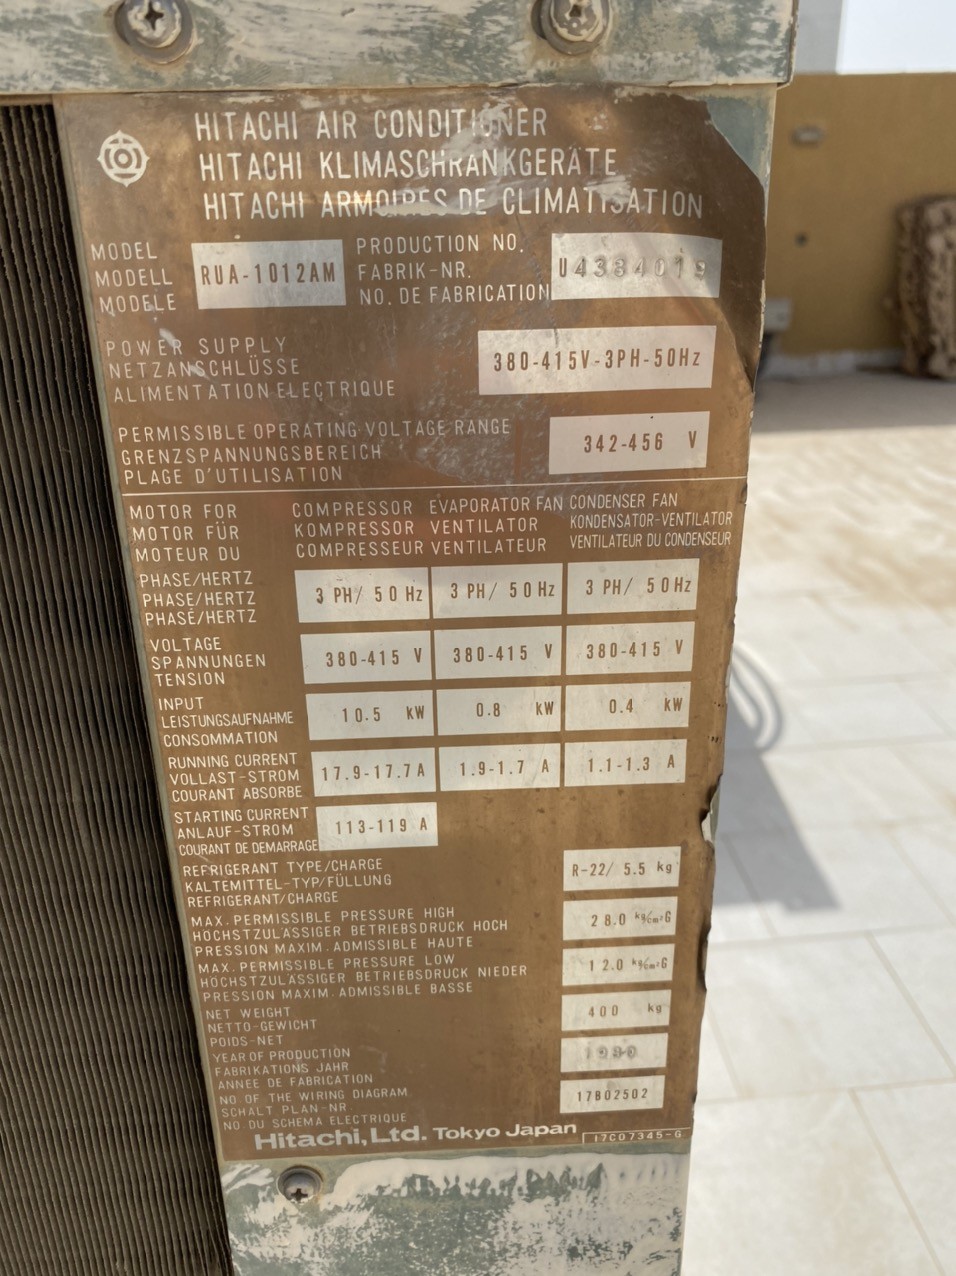 HITACHI AIR CONDITIONER
HITACHI KLIMASCHRANKGERÄTE
HITACHI ARMOIRES DE CLIMATISATION
MODEL
MODELL
MODELE
RUA-1012AM
PRODUCTION NO.
FABRIK-NR.
NO. DE FABRICATION
U4384019
POWER SUPPLY
NETZANSCHLÜSSE
ALIMENTATION ELECTRIQUE
380-415V-3PH-50Hz
PERMISSIBLE OPERATING VOLTAGE RANGE
GRENZSPANNUNGSBEREICH
PLAGE D'UTILISATION
342-456 V
MOTOR FOR COMPRESSOR EVAPORATOR FAN CONDENSER FAN
MOTOR FÜR KOMPRESSOR VENTILATOR KONDENSATOR-VENTILATOR
MOTEUR DU COMPRESSEUR VENTILATEUR VENTILATEUR DU CONDENSEUR
PHASE/HERTZ
PHASE/HERTZ
PHASÉ/HERTZ
3 PH/ 50 Hz 3 PH/ 50 Hz 3 PH/ 50 Hz
VOLTAGE
SPANNUNGEN
TENSION
380-415 V 380-415 V 380-415 V
INPUT
LEISTUNGSAUFNAHME
CONSOMMATION
10.5 kW 0.8 kW 0.4 kW
RUNNING CURRENT
VOLLAST-STROM
COURANT ABSORBE
17.9-17.7A 1.9-1.7 A 1.1-1.3 A
STARTING CURRENT
ANLAUF-STROM
COURANT DE DEMARRAGE
113-119 A
REFRIGERANT TYPE/CHARGE
KALTEMITTEL-TYP/FÜLLUNG
REFRIGERANT/CHARGE
R-22/ 5.5 kg
MAX. PERMISSIBLE PRESSURE HIGH
HÖCHSTZULÄSSIGER BETRIEBSDRUCK HOCH
PRESSION MAXIM. ADMISSIBLE HAUTE
28.0 kg/cm²G
MAX. PERMISSIBLE PRESSURE LOW
HÖCHSTZULÄSSIGER BETRIEBSDRUCK NIEDER
PRESSION MAXIM. ADMISSIBLE BASSE
12.0 kg/cm²G
NET WEIGHT
NETTO-GEWICHT
POIDS-NET
400 kg
YEAR OF PRODUCTION
FABRIKATIONS JAHR
ANNEE DE FABRICATION
1980
NO. OF THE WIRING DIAGRAM
SCHALT PLAN-NR
NO DU SCHEMA ELECTRIQUE
17B02502
Hitachi, Ltd. Tokyo Japan
17C07345-G